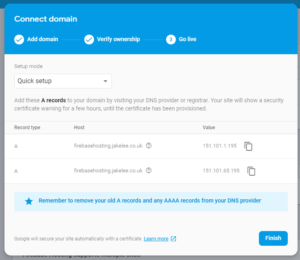 Connect domain
Add domain
Verify ownership
3 Go live
Setup mode
Quick setup
Add these A records to your domain by visiting your DNS provider or registrar. Your site will show a security
certificate warning for a few hours, until the certificate has been provisioned.
Record type Host Value
A firebasehosting.jakelee.co.uk 151.101.1.195
A firebasehosting.jakelee.co.uk 151.101.65.195
Remember to remove your old A records and any AAAA records from your DNS provider
Google will secure your site automatically with a certificate. Learn more
Finish